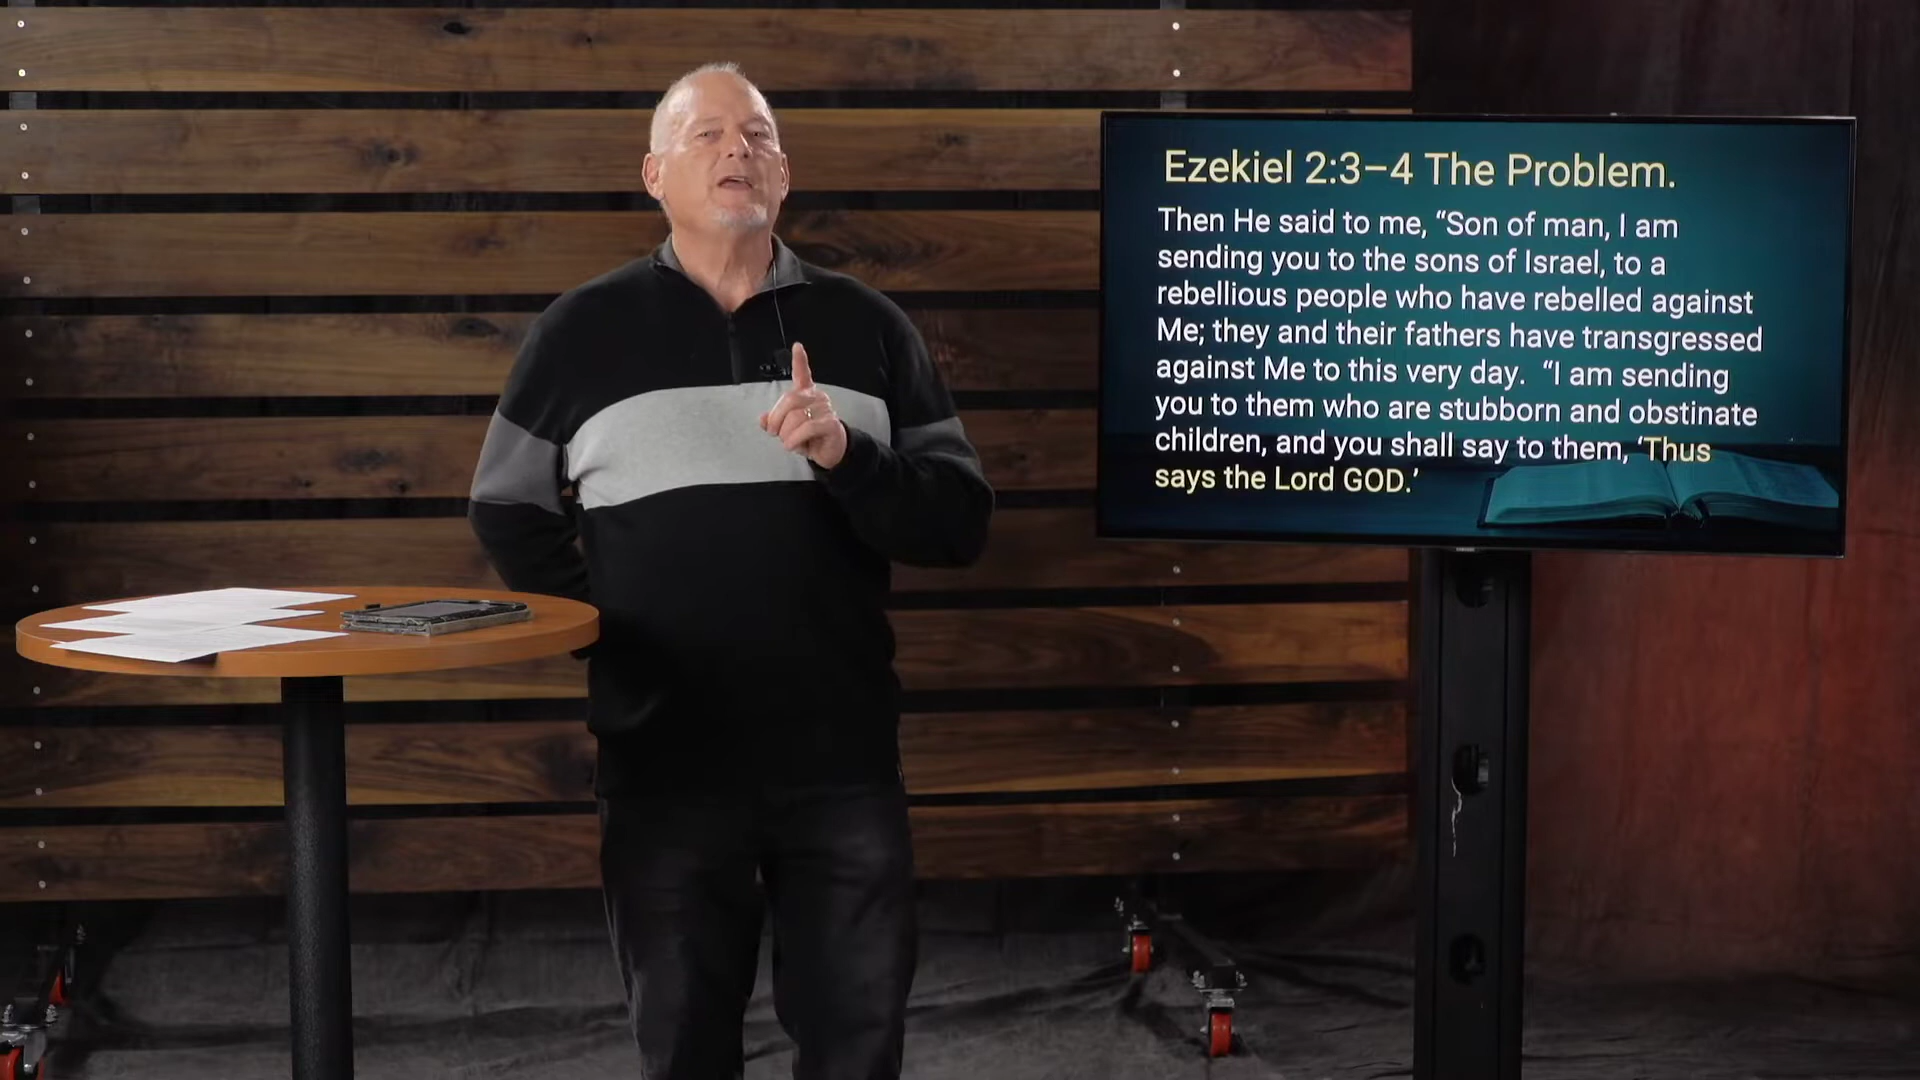 Ezekiel 2:3–4 The Problem.
Then He said to me, “Son of man, I am
sending you to the sons of Israel, to a
rebellious people who have rebelled against
Me; they and their fathers have transgressed
against Me to this very day.  “I am sending
you to them who are stubborn and obstinate
children, and you shall say to them, ‘Thus
says the Lord GOD.’